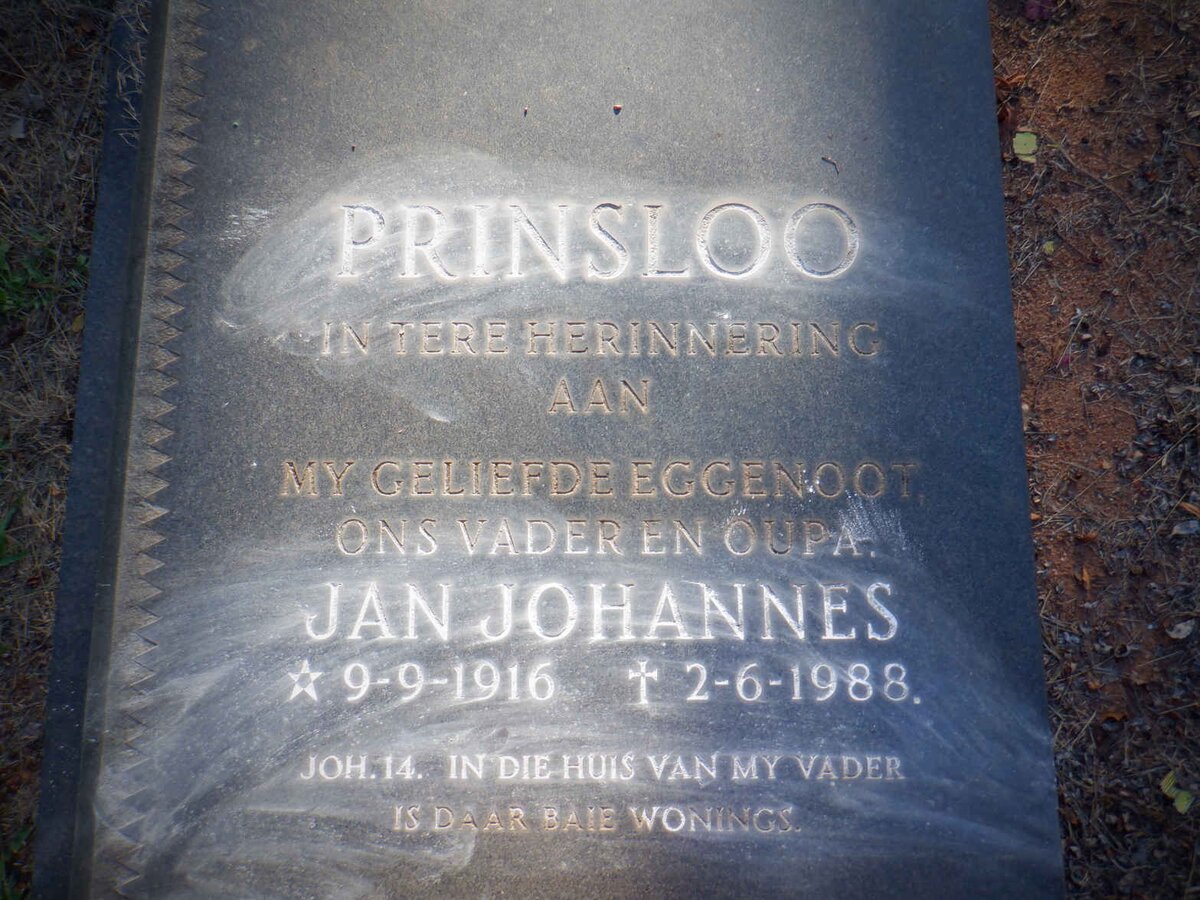 PRINSLOO
IN TERE HERINNERING
AAN
MY GELIEFDE EGGENOOT,
ONS VADER EN OUPA.
JAN JOHANNES
☆ 9-9-1916 ✝ 2-6-1988.
JOH.14. IN DIE HUIS VAN MY VADER
IS DAAR BAIE WONINGS.